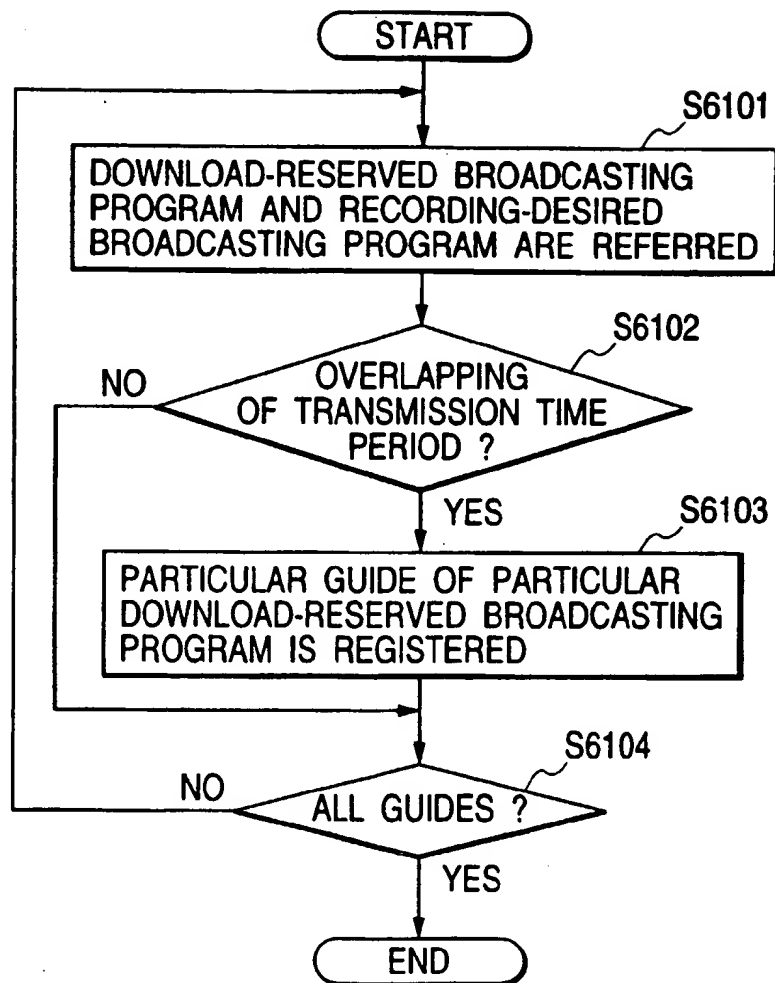 START
S6101
DOWNLOAD-RESERVED BROADCASTING
PROGRAM AND RECORDING-DESIRED
BROADCASTING PROGRAM ARE REFERRED
S6102
NO
OVERLAPPING
OF TRANSMISSION TIME
PERIOD ?
YES
S6103
PARTICULAR GUIDE OF PARTICULAR
DOWNLOAD-RESERVED BROADCASTING
PROGRAM IS REGISTERED
S6104
NO
ALL GUIDES ?
YES
END